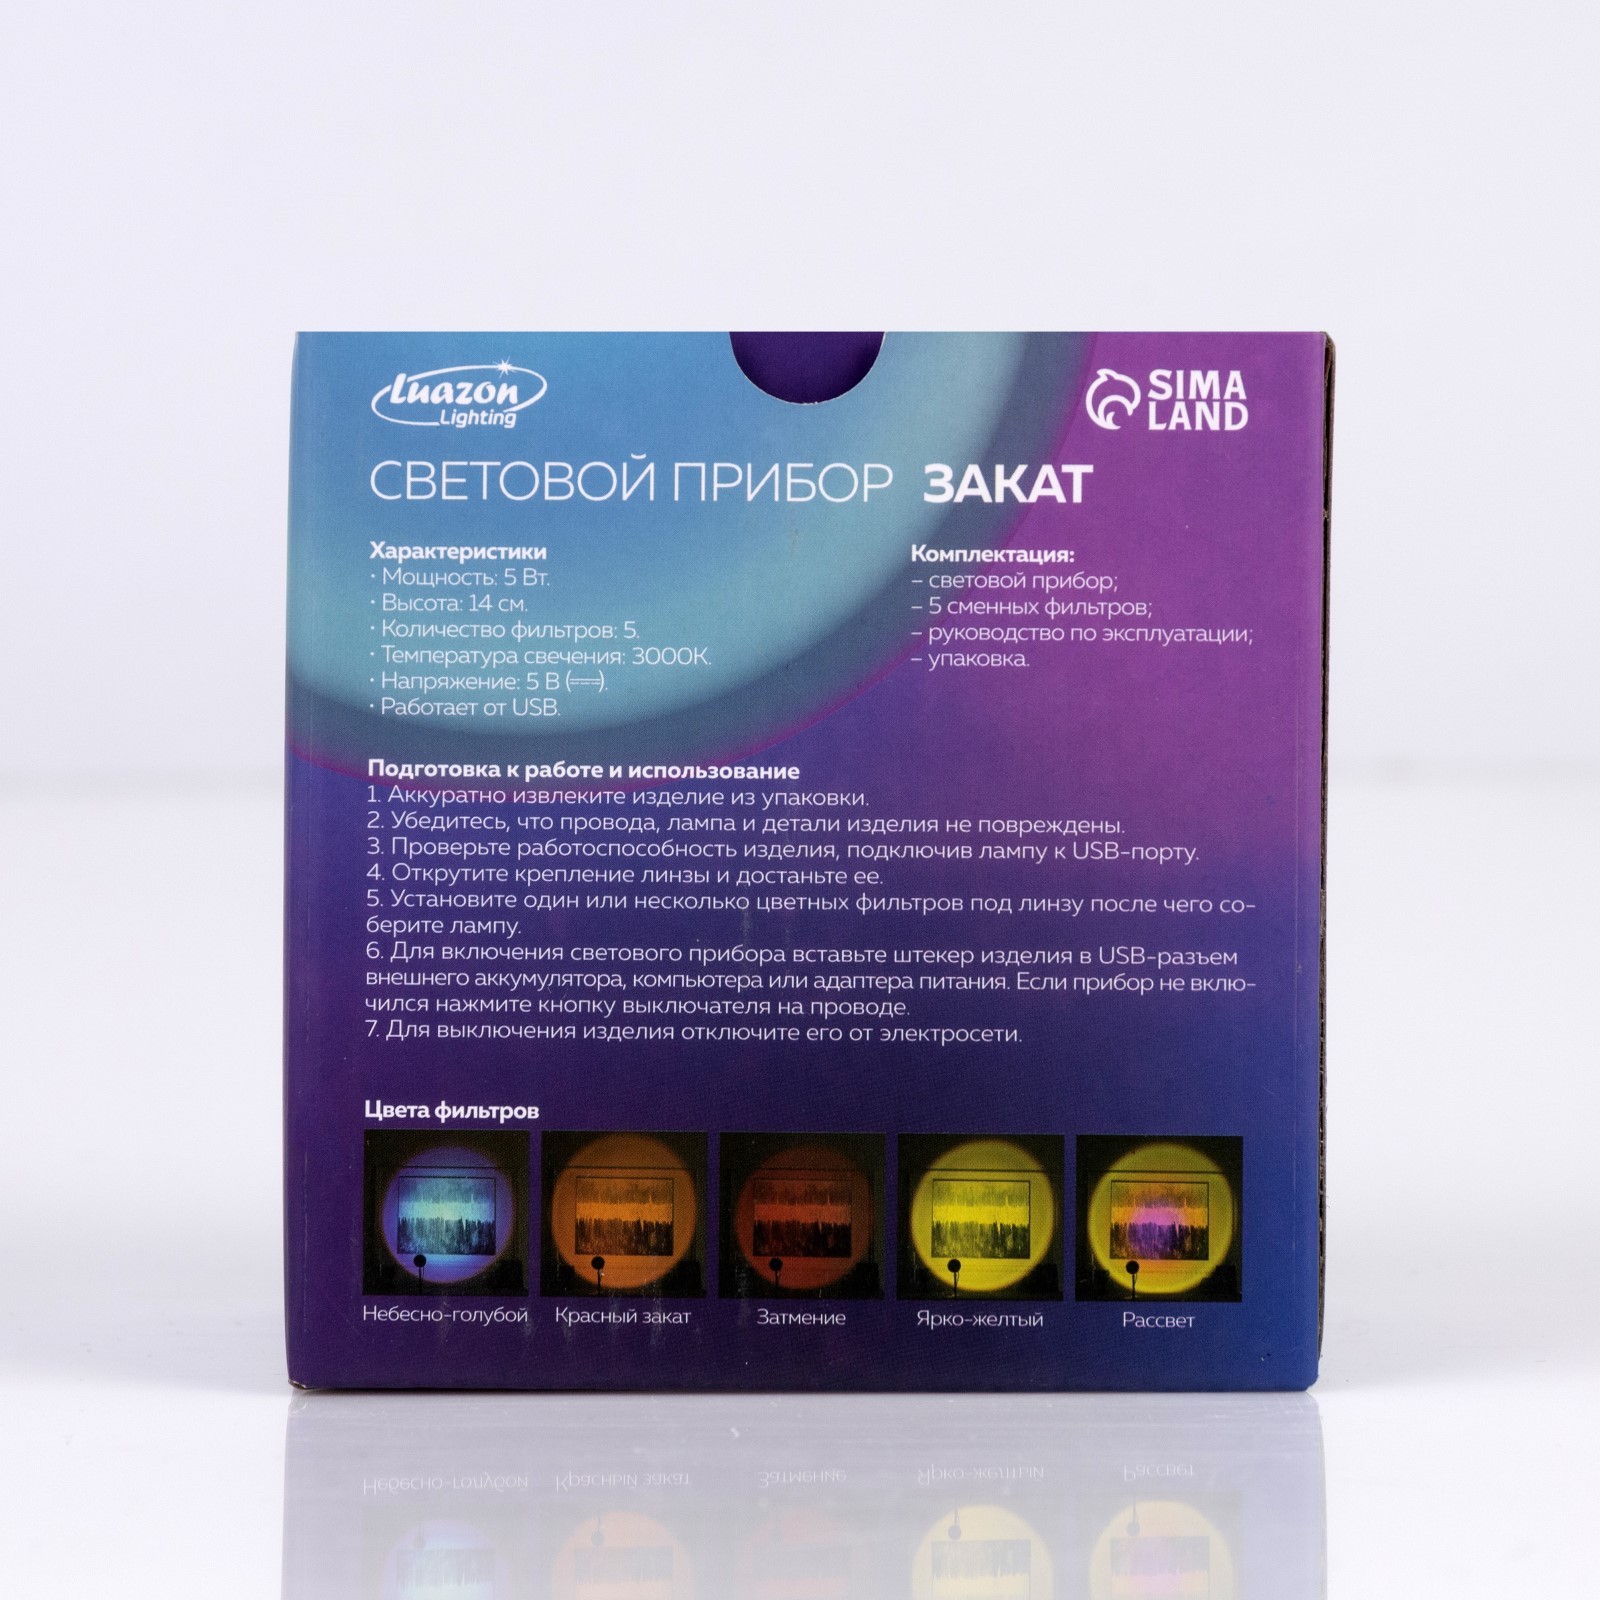 Luazon
Lighting
SIMA
LAND
СВЕТОВОЙ ПРИБОР ЗАКАТ
Характеристики
• Мощность: 5 Вт.
• Высота: 14 см.
• Количество фильтров: 5.
• Температура свечения: 3000К.
• Напряжение: 5 В (⎓).
• Работает от USB.
Комплектация:
– световой прибор;
– 5 сменных фильтров;
– руководство по эксплуатации;
– упаковка.
Подготовка к работе и использование
1. Аккуратно извлеките изделие из упаковки.
2. Убедитесь, что провода, лампа и детали изделия не повреждены.
3. Проверьте работоспособность изделия, подключив лампу к USB-порту.
4. Открутите крепление линзы и достаньте ее.
5. Установите один или несколько цветных фильтров под линзу после чего со-
берите лампу.
6. Для включения светового прибора вставьте штекер изделия в USB-разъем
внешнего аккумулятора, компьютера или адаптера питания. Если прибор не вклю-
чился нажмите кнопку выключателя на проводе.
7. Для выключения изделия отключите его от электросети.
Цвета фильтров
Небесно-голубой
Красный закат
Затмение
Ярко-желтый
Рассвет